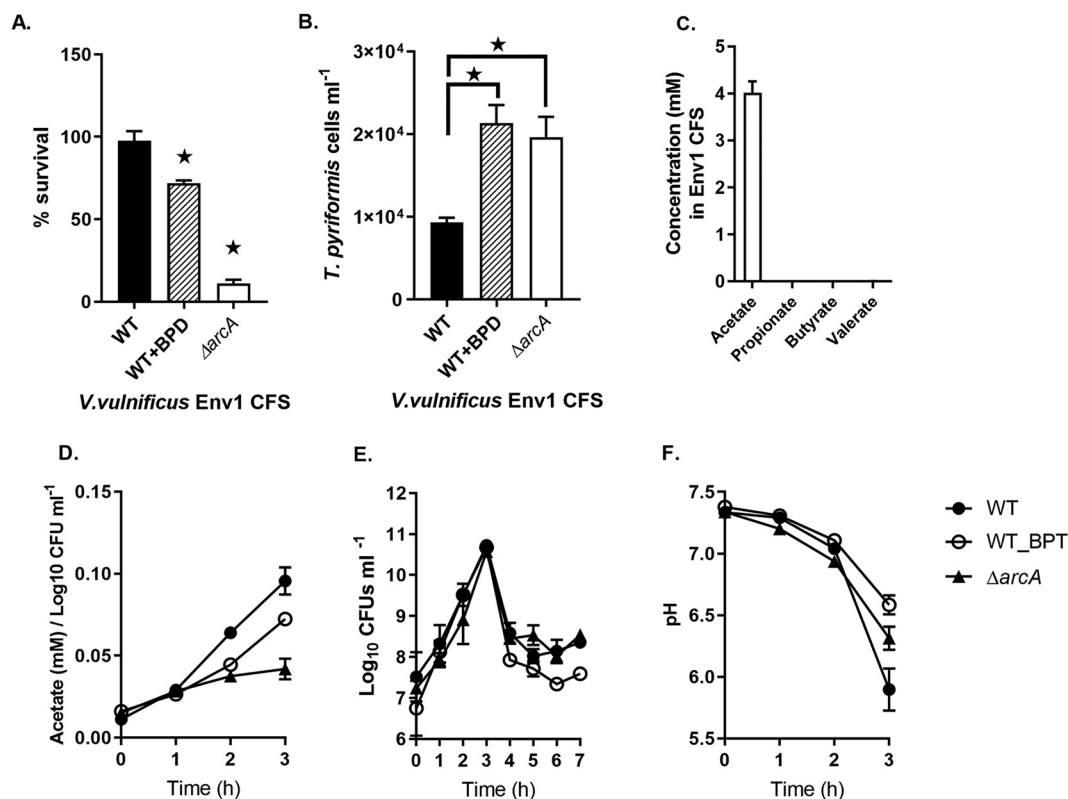 A.
% survival
150
100
50
0
WT
WT+BPD
ΔarcA
V.vulnificus Env1 CFS
B.
T. pyriformis cells ml⁻¹
3×10⁴
2×10⁴
1×10⁴
0
★
★
WT
WT+BPD
ΔarcA
V.vulnificus Env1 CFS
C.
Concentration (mM)
in Env1 CFS
5
4
3
2
1
0
Acetate
Propionate
Butyrate
Valerate
D.
Acetate (mM) / Log10 CFU ml⁻¹
0.15
0.10
0.05
0.00
0 1 2 3
Time (h)
E.
Log₁₀ CFUs ml⁻¹
12
11
10
9
8
7
6
0 1 2 3 4 5 6 7
Time (h)
F.
pH
7.5
7.0
6.5
6.0
5.5
0 1 2 3
Time (h)
WT
WT_BPT
ΔarcA